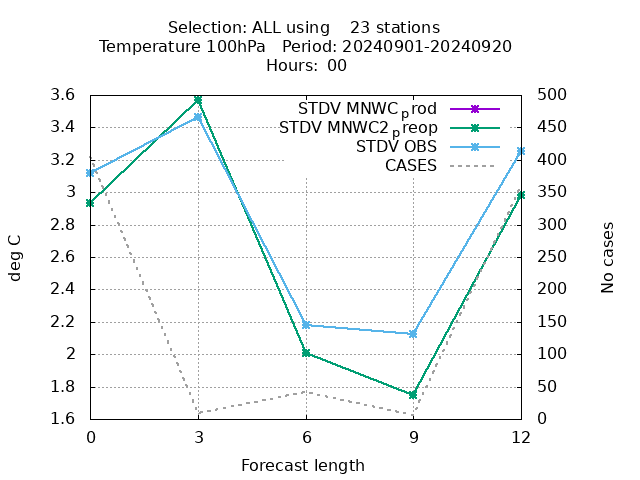 Selection: ALL using    23 stations
Temperature 100hPa   Period: 20240901-20240920
Hours: 00
3.6
3.4
3.2
3
2.8
2.6
2.4
2.2
2
1.8
1.6
deg C
STDV MNWCprod
STDV MNWC2preop
STDV OBS
CASES
500
450
400
350
300
250
200
150
100
50
0
No cases
0 3 6 9 12
Forecast length